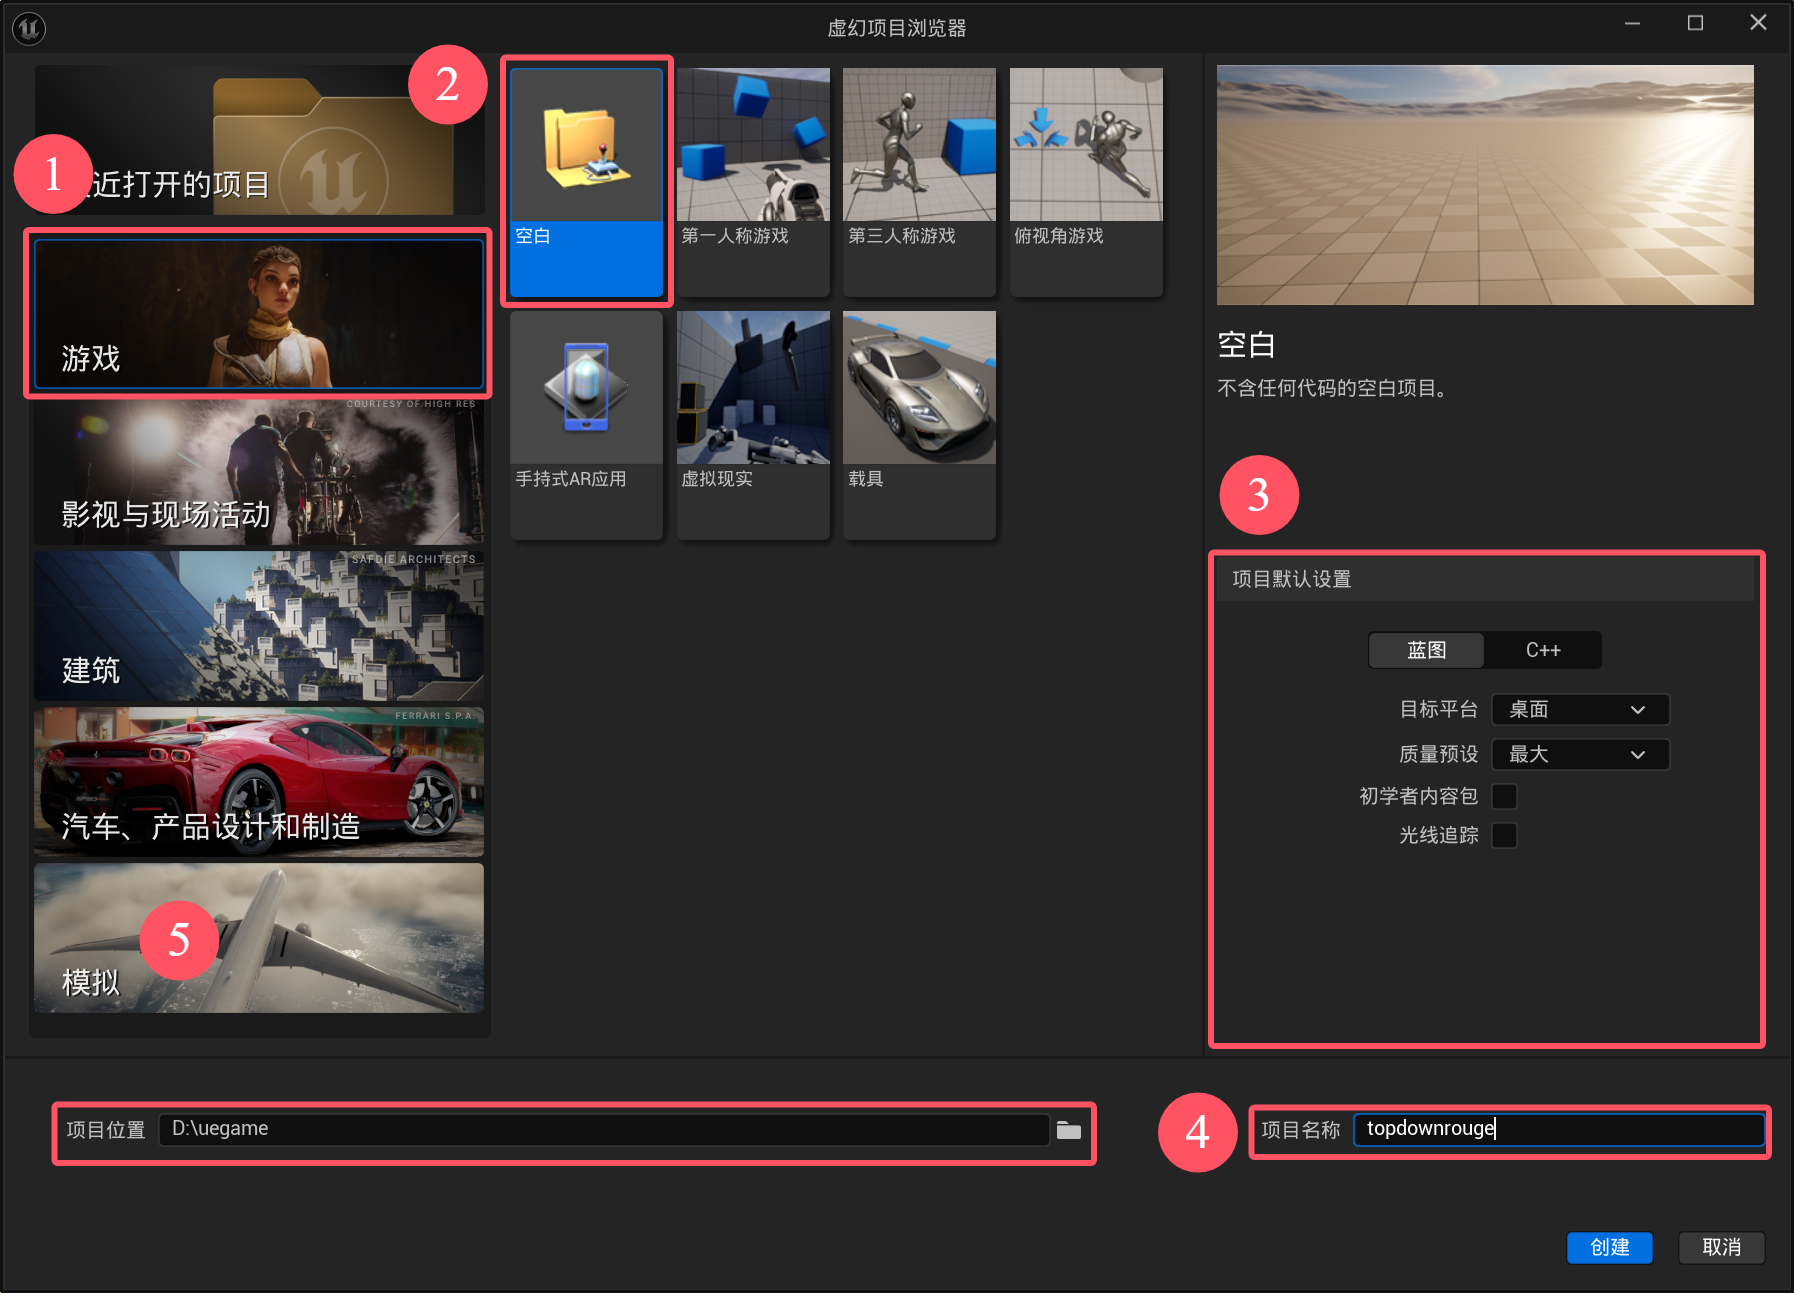 虚幻项目浏览器
1
2
近打开的项目
游戏
COURTESY OF HIGH RES
影视与现场活动
SAFDIE ARCHITECTS
建筑
FERRARI S.P.A.
汽车、产品设计和制造
5
模拟
空白
第一人称游戏
第三人称游戏
俯视角游戏
手持式AR应用
虚拟现实
载具
空白
不含任何代码的空白项目。
3
项目默认设置
蓝图
C++
目标平台
桌面
质量预设
最大
初学者内容包
光线追踪
项目位置
D:\uegame
4
项目名称
topdownrouge
创建
取消